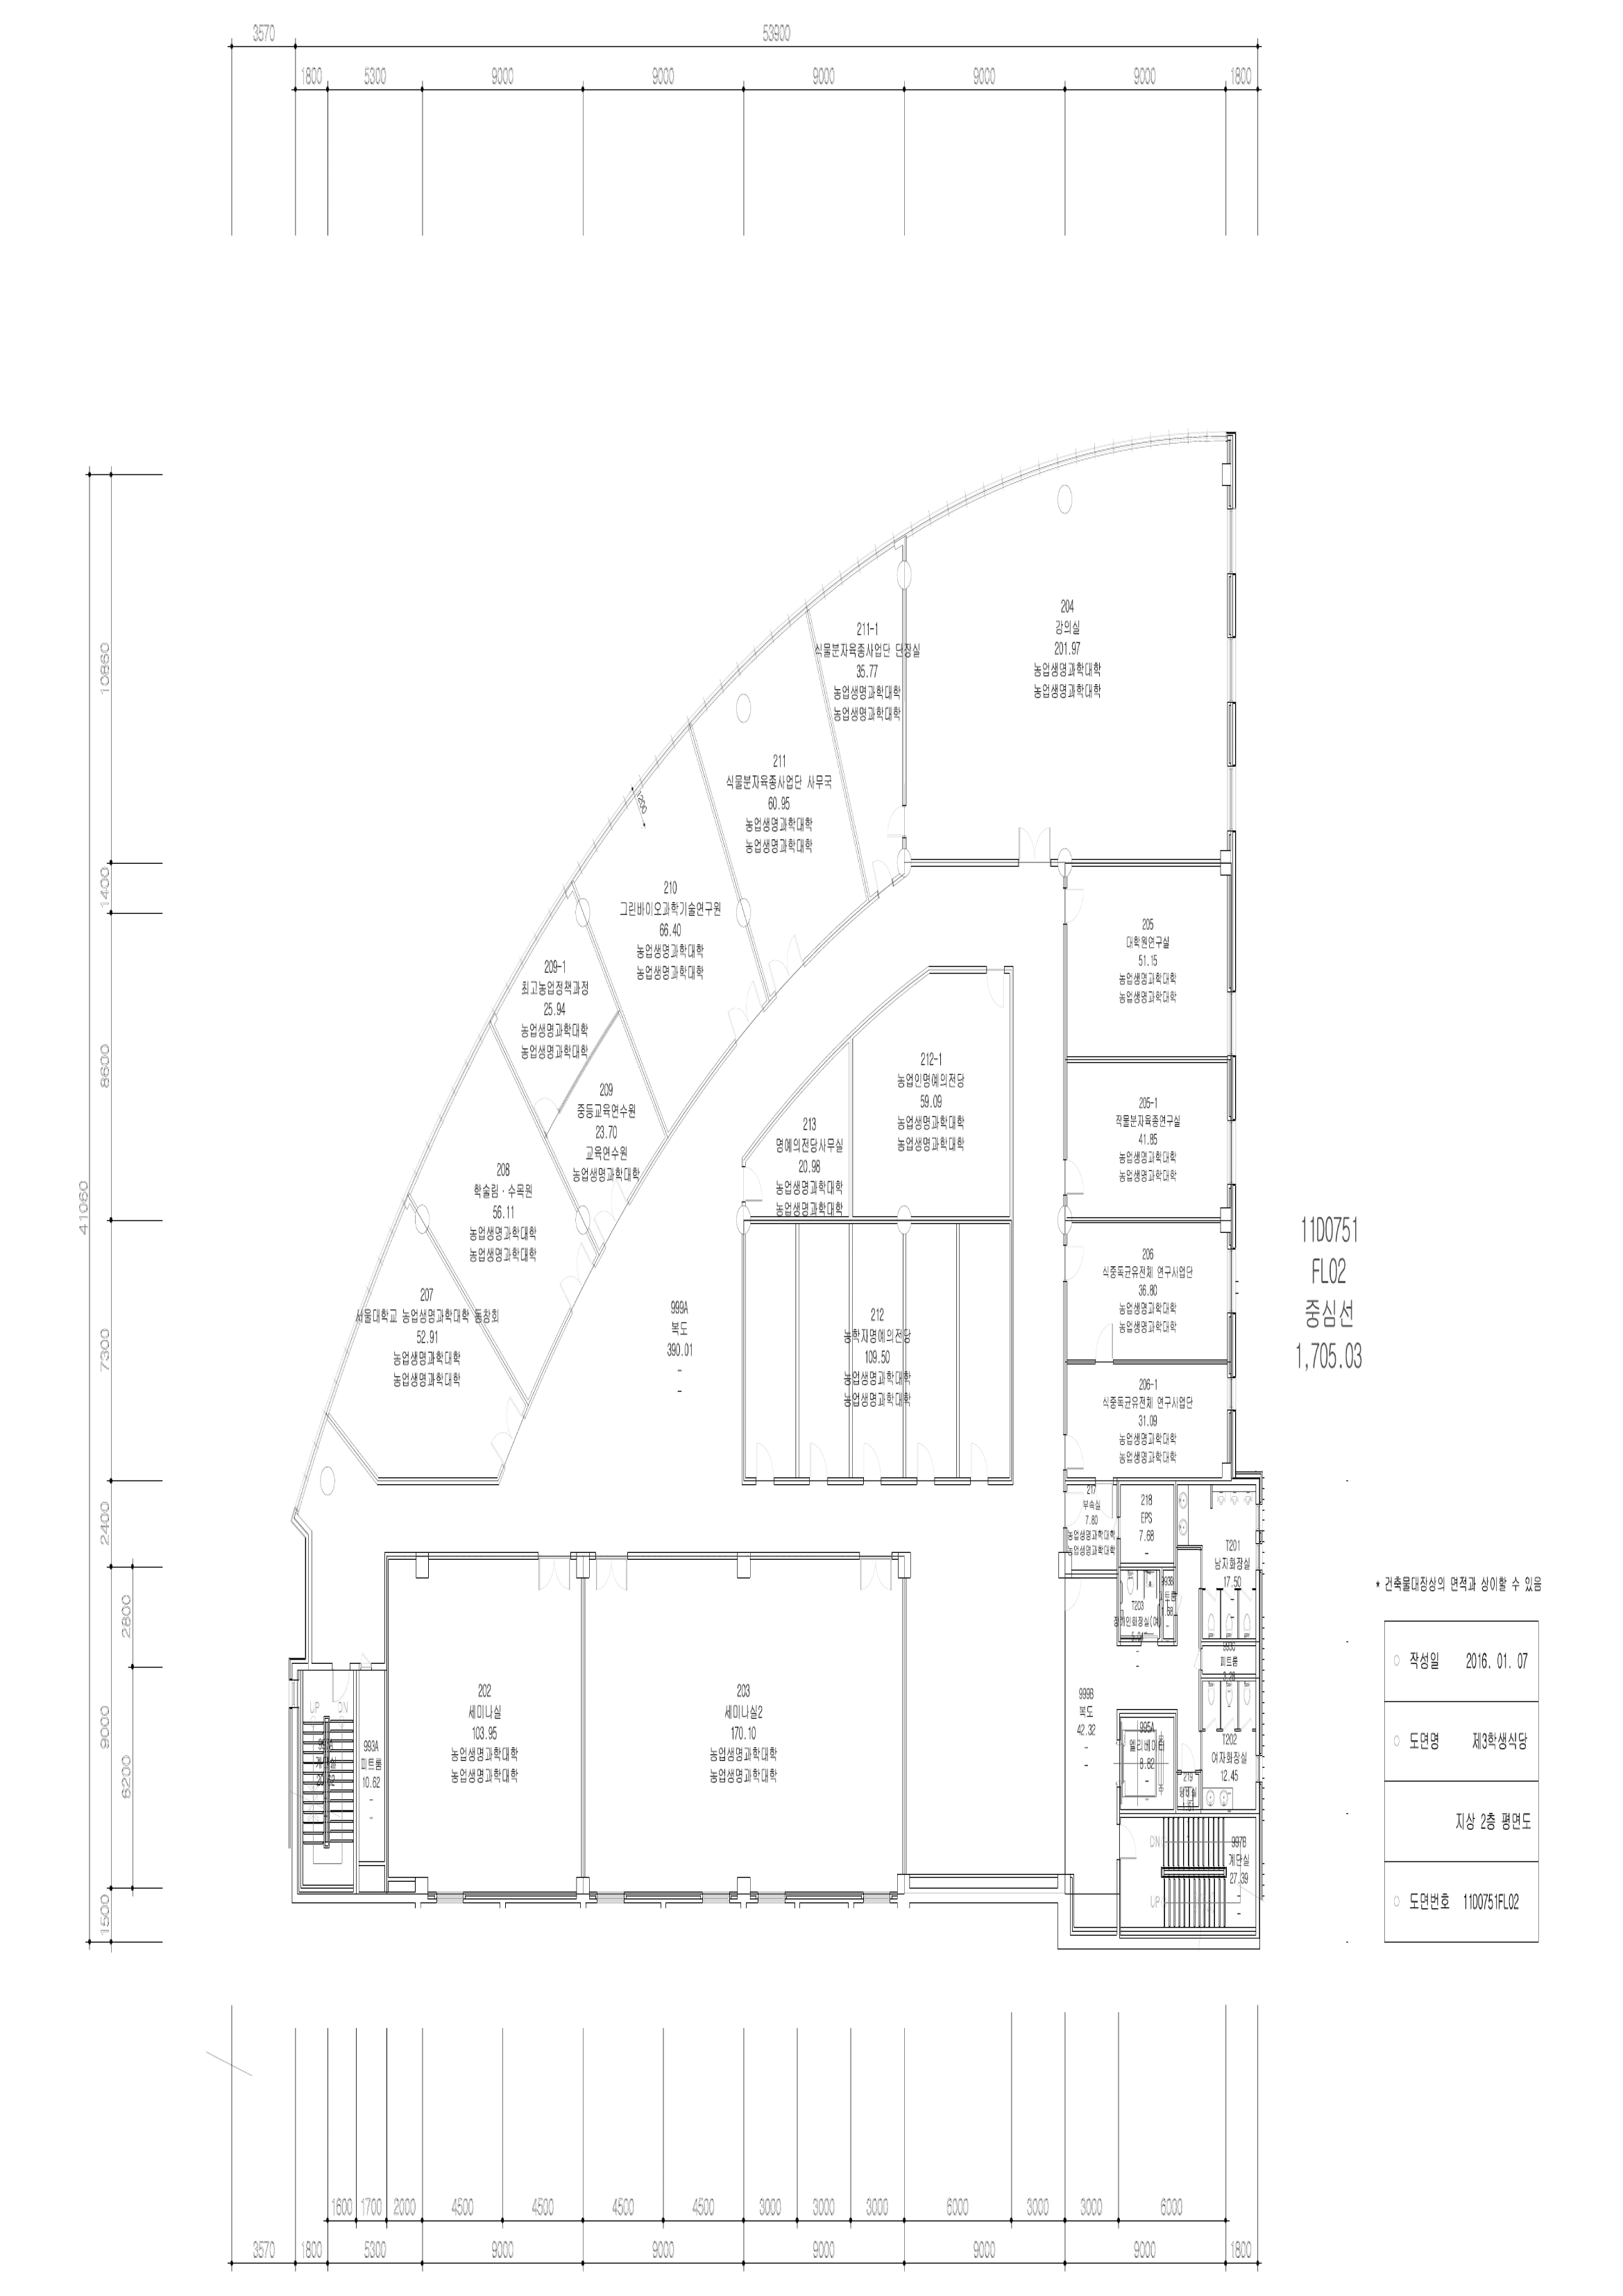 3570
53900
1800
5300
9000
9000
9000
9000
9000
1800
41060
10860
1400
8600
7300
2400
2800
9000
6200
1500
204
강의실
201.97
농업생명과학대학
농업생명과학대학
211-1
식물분자육종사업단 단장실
35.77
농업생명과학대학
농업생명과학대학
211
식물분자육종사업단 사무국
60.95
농업생명과학대학
농업생명과학대학
210
그린바이오과학기술연구원
66.40
농업생명과학대학
농업생명과학대학
209-1
최고농업정책과정
25.94
농업생명과학대학
농업생명과학대학
209
중등교육연수원
23.70
교육연수원
농업생명과학대학
208
학술림·수목원
56.11
농업생명과학대학
농업생명과학대학
207
서울대학교 농업생명과학대학 동창회
52.91
농업생명과학대학
농업생명과학대학
205
대학원연구실
51.15
농업생명과학대학
농업생명과학대학
212-1
농업인명예의전당
59.09
농업생명과학대학
농업생명과학대학
213
명예의전당사무실
20.98
농업생명과학대학
농업생명과학대학
205-1
작물분자육종연구실
41.85
농업생명과학대학
농업생명과학대학
206
식중독균유전체 연구사업단
36.80
농업생명과학대학
농업생명과학대학
999A
복도
390.01
-
-
212
농학자명예의전당
109.50
농업생명과학대학
농업생명과학대학
206-1
식중독균유전체 연구사업단
31.09
농업생명과학대학
농업생명과학대학
11D0751
FL02
중심선
1,705.03
217
부속실
7.80
농업생명과학대학
농업생명과학대학
218
EPS
7.68
-
T201
남자화장실
17.50
-
T203
장애인화장실(여)
993B
피트룸
1.68
-
993C
피트룸
3.28
202
세미나실
103.95
농업생명과학대학
농업생명과학대학
203
세미나실2
170.10
농업생명과학대학
농업생명과학대학
999B
복도
42.32
-
-
995A
엘리베이터
8.62
-
T202
여자화장실
12.45
219
UP
DN
계단실
993A
피트룸
10.62
-
-
DN
UP
997B
계단실
27.39
-
-
* 건축물대장상의 면적과 상이할 수 있음
○ 작성일 2016. 01. 07
○ 도면명 제3학생식당
지상 2층 평면도
○ 도면번호 11D0751FL02
1600
1700
2000
4500
4500
4500
4500
3000
3000
3000
6000
3000
3000
6000
3570
1800
5300
9000
9000
9000
9000
9000
1800